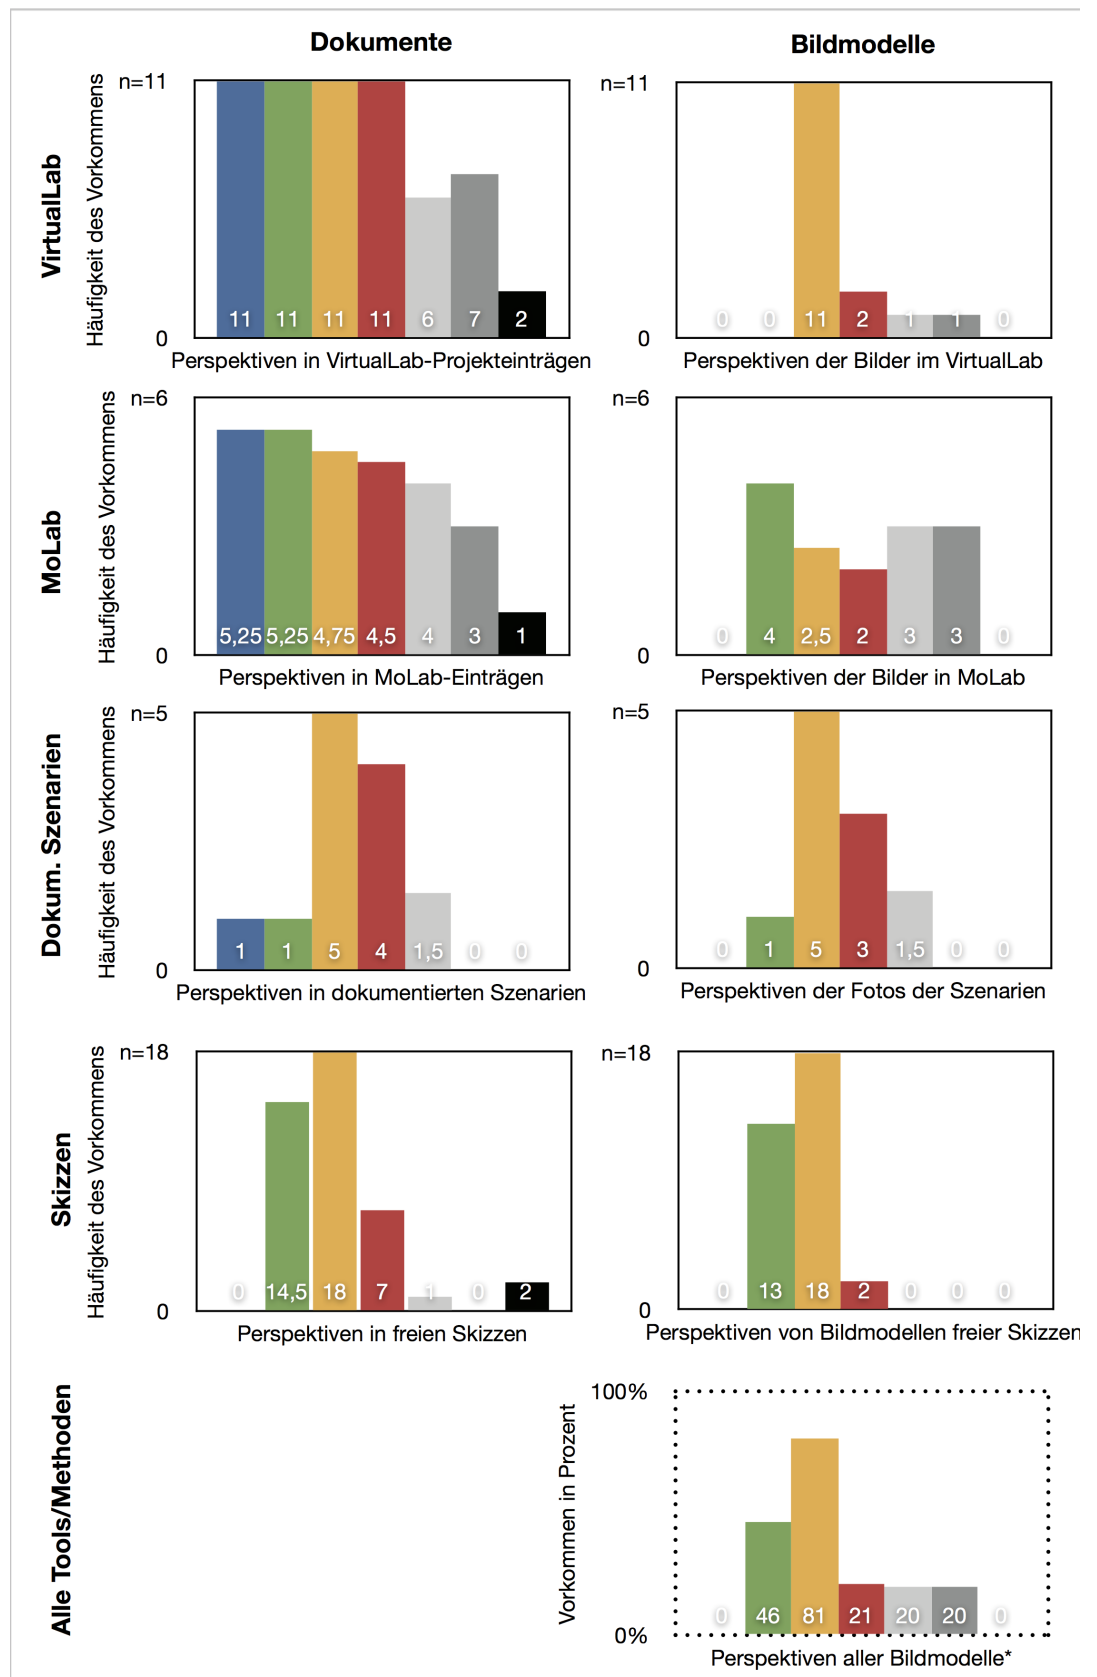 Dokumente
Bildmodelle
VirtualLab
Häufigkeit des Vorkommens
n=11
0
11 11 11 11 6 7 2
Perspektiven in VirtualLab-Projekteinträgen
n=11
0
0 0 11 2 1 1 0
Perspektiven der Bilder im VirtualLab
MoLab
Häufigkeit des Vorkommens
n=6
0
5,25 5,25 4,75 4,5 4 3 1
Perspektiven in MoLab-Einträgen
n=6
0
0 4 2,5 2 3 3 0
Perspektiven der Bilder in MoLab
Dokum. Szenarien
Häufigkeit des Vorkommens
n=5
0
1 1 5 4 1,5 0 0
Perspektiven in dokumentierten Szenarien
n=5
0
0 1 5 3 1,5 0 0
Perspektiven der Fotos der Szenarien
Skizzen
Häufigkeit des Vorkommens
n=18
0
0 14,5 18 7 1 0 2
Perspektiven in freien Skizzen
n=18
0
0 13 18 2 0 0 0
Perspektiven von Bildmodellen freier Skizzen
Alle Tools/Methoden
Vorkommen in Prozent
100%
0%
0 46 81 21 20 20 0
Perspektiven aller Bildmodelle*